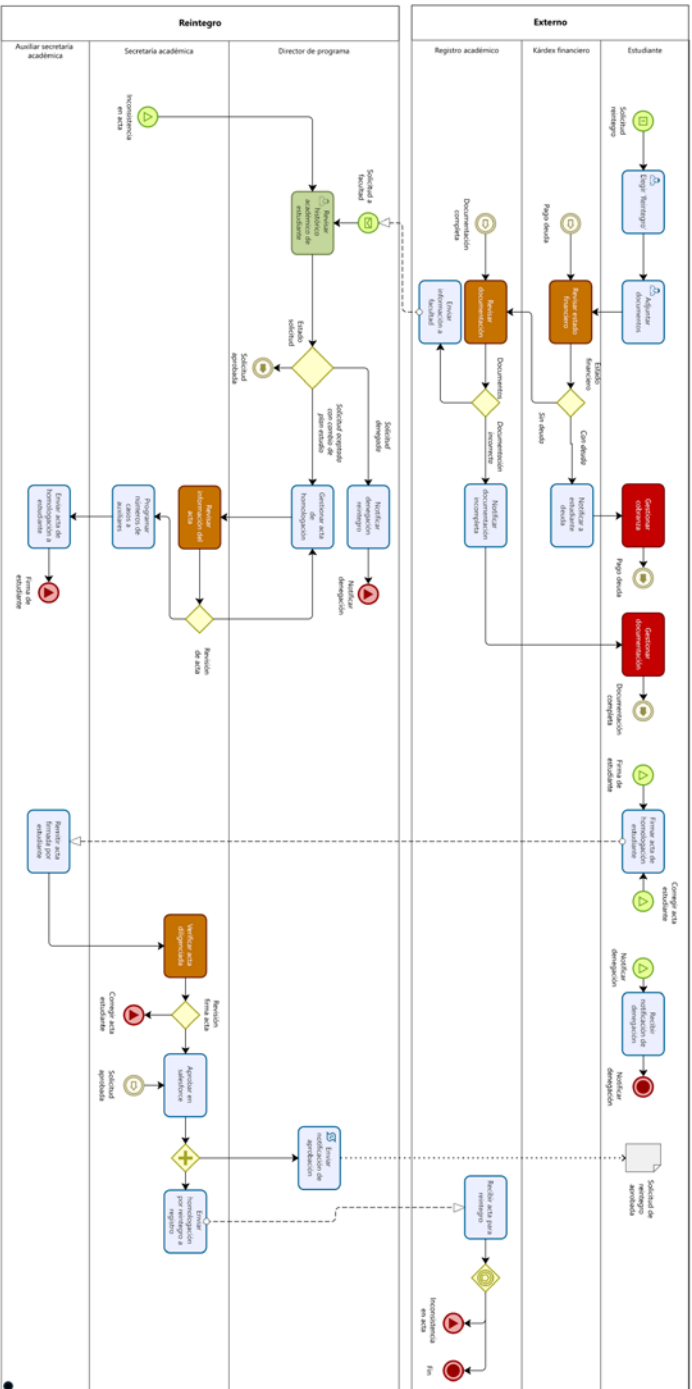 Reintegro
Externo
Auxiliar secretaría
académica
Secretaría académica
Director de programa
Registro académico
Kárdex financiero
Estudiante
Solicitud
reintegro
Elegir 'Reintegro'
Adjuntar
documentos
Pago deuda
Revisar estado
financiero
Estado
financiero
Con deuda
Sin deuda
Notificar a
estudiante
deuda
Gestionar
cobranza
Pago deuda
Documentación
completa
Revisar
documentación
Documentos
Documentación
incorrecta
Notificar
documentación
incompleta
Gestionar
documentación
Documentación
completa
Enviar
información a
facultad
Solicitud a
facultad
Inconsistencia
en acta
Revisar
histórico
académico de
estudiante
Estado
solicitud
Solicitud
aprobada
Solicitud
denegada
Solicitud aceptada
con cambio de
plan estudio
Notificar
denegación
reintegro
Notificar
denegación
Gestionar acta
de
homologación
Revisar
información del
acta
Revisión
de acta
Programar
números de
casos a
auxiliares
Enviar acta de
homologación a
estudiante
Firma de
estudiante
Firma de
estudiante
Firmar acta de
homologación
estudiante
Corregir acta
estudiante
Remitir acta
firmada por
estudiante
Verificar acta
diligenciada
Revisión
firma acta
Corregir acta
estudiante
Notificar
denegación
Recibir
notificación de
denegación
Notificar
denegación
Aprobar en
salesforce
Solicitud
aprobada
Enviar
notificación de
aprobación
Solicitud de
reintegro
aprobada
Enviar
homologación
por reintegro a
registro
Recibir acta para
reintegro
Inconsistencia
en acta
Fin